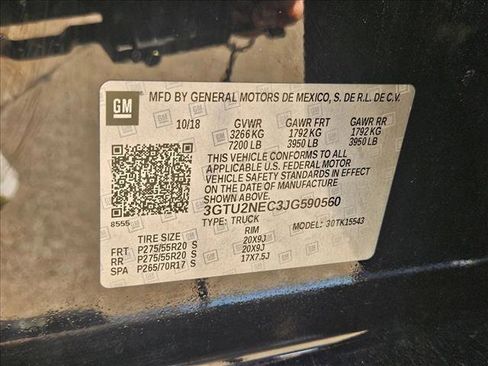 GM
MFD BY GENERAL MOTORS DE MEXICO, S. DE R.L. DE C.V.
10/18 GVWR GAWR FRT GAWR RR
3266 KG 1792 KG 1792 KG
7200 LB 3950 LB 3950 LB
THIS VEHICLE CONFORMS TO ALL
APPLICABLE U.S. FEDERAL MOTOR
VEHICLE SAFETY STANDARDS IN EFFECT
ON THE DATE OF MANUFACTURE
SHOWN ABOVE.
8555 3GTU2NEC3JG590560
TYPE: TRUCK MODEL: 30TK15543
TIRE SIZE RIM
FRT P275/55R20 S 20X9J
RR P275/55R20 S 20X9J
SPA P265/70R17 S 17X7.5J